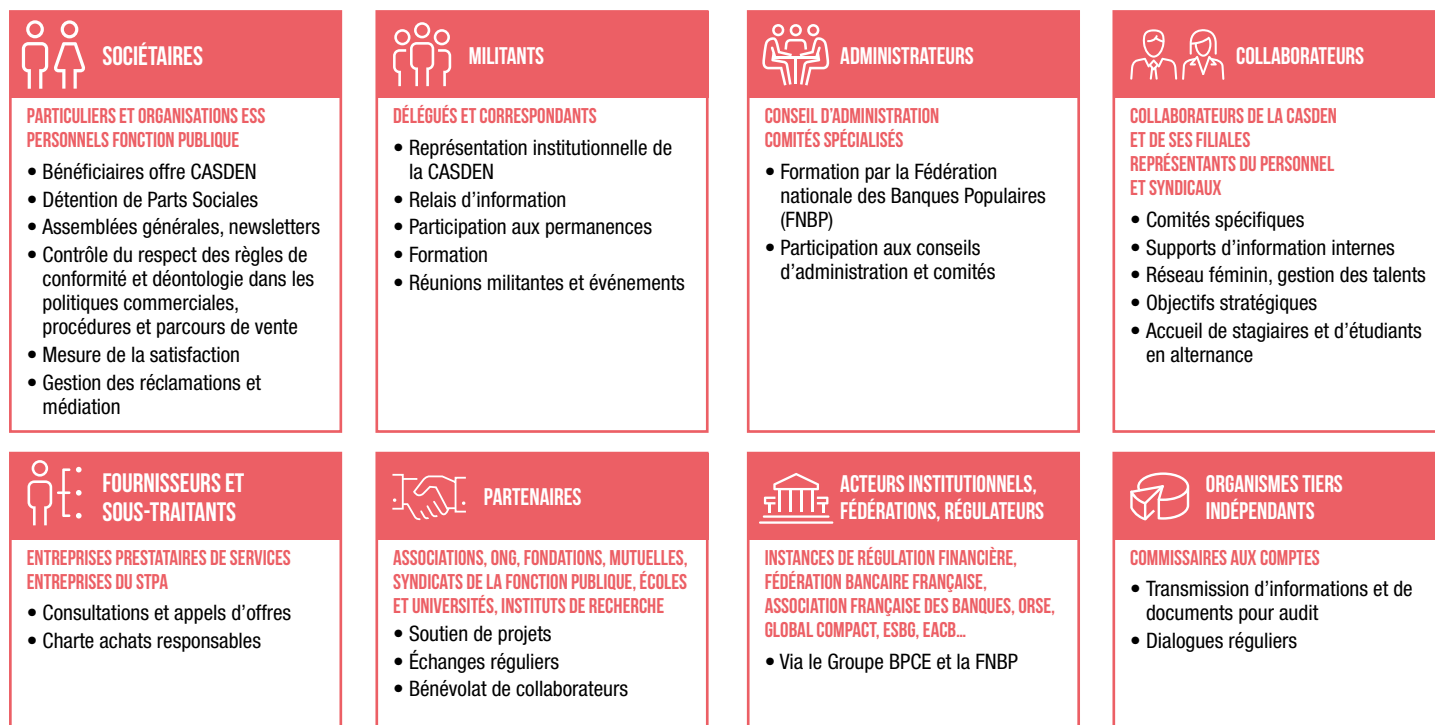 SOCIÉTAIRES
PARTICULIERS ET ORGANISATIONS ESS
PERSONNELS FONCTION PUBLIQUE
• Bénéficiaires offre CASDEN
• Détention de Parts Sociales
• Assemblées générales, newsletters
• Contrôle du respect des règles de
conformité et déontologie dans les
politiques commerciales,
procédures et parcours de vente
• Mesure de la satisfaction
• Gestion des réclamations et
médiation
MILITANTS
DÉLÉGUÉS ET CORRESPONDANTS
• Représentation institutionnelle de
la CASDEN
• Relais d’information
• Participation aux permanences
• Formation
• Réunions militantes et événements
ADMINISTRATEURS
CONSEIL D’ADMINISTRATION
COMITÉS SPÉCIALISÉS
• Formation par la Fédération
nationale des Banques Populaires
(FNBP)
• Participation aux conseils
d’administration et comités
COLLABORATEURS
COLLABORATEURS DE LA CASDEN
ET DE SES FILIALES
REPRÉSENTANTS DU PERSONNEL
ET SYNDICAUX
• Comités spécifiques
• Supports d’information internes
• Réseau féminin, gestion des talents
• Objectifs stratégiques
• Accueil de stagiaires et d’étudiants
en alternance
FOURNISSEURS ET
SOUS-TRAITANTS
ENTREPRISES PRESTATAIRES DE SERVICES
ENTREPRISES DU STPA
• Consultations et appels d’offres
• Charte achats responsables
PARTENAIRES
ASSOCIATIONS, ONG, FONDATIONS, MUTUELLES,
SYNDICATS DE LA FONCTION PUBLIQUE, ÉCOLES
ET UNIVERSITÉS, INSTITUTS DE RECHERCHE
• Soutien de projets
• Échanges réguliers
• Bénévolat de collaborateurs
ACTEURS INSTITUTIONNELS,
FÉDÉRATIONS, RÉGULATEURS
INSTANCES DE RÉGULATION FINANCIÈRE,
FÉDÉRATION BANCAIRE FRANÇAISE,
ASSOCIATION FRANÇAISE DES BANQUES, ORSE,
GLOBAL COMPACT, ESBG, EACB…
• Via le Groupe BPCE et la FNBP
ORGANISMES TIERS
INDÉPENDANTS
COMMISSAIRES AUX COMPTES
• Transmission d’informations et de
documents pour audit
• Dialogues réguliers